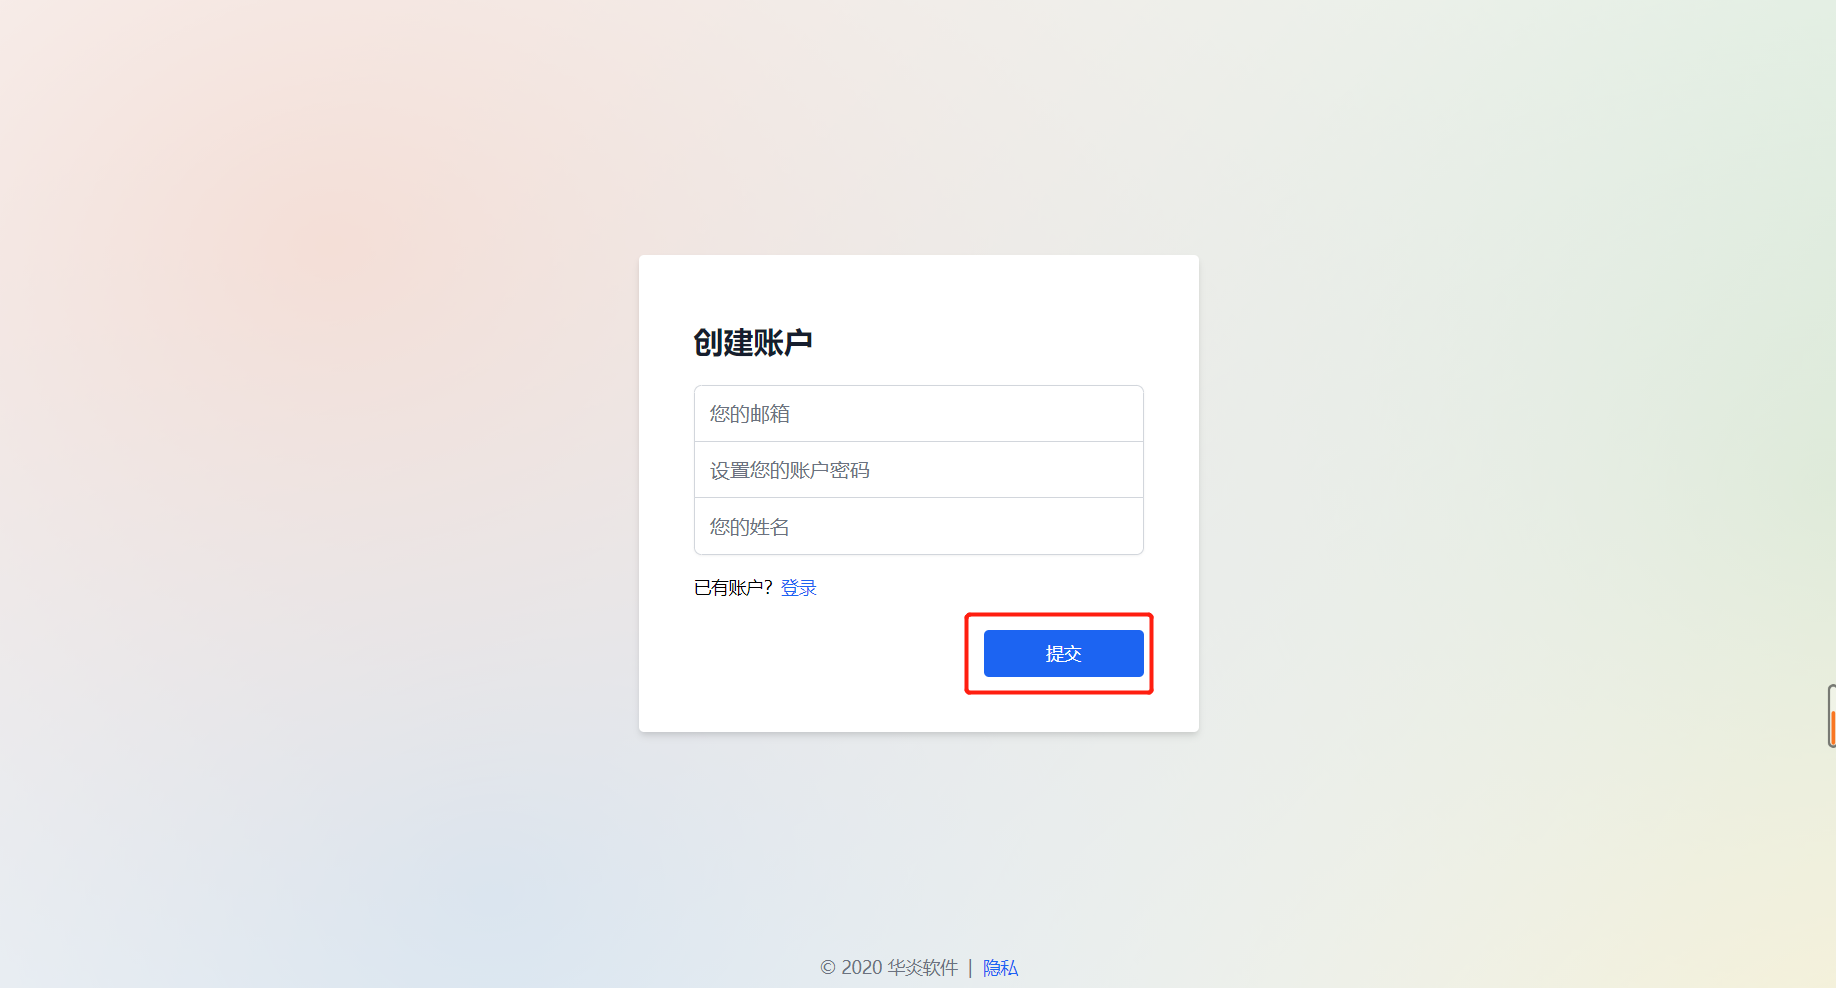 创建账户
您的邮箱
设置您的账户密码
您的姓名
已有账户？登录
提交
© 2020 华炎软件 | 隐私